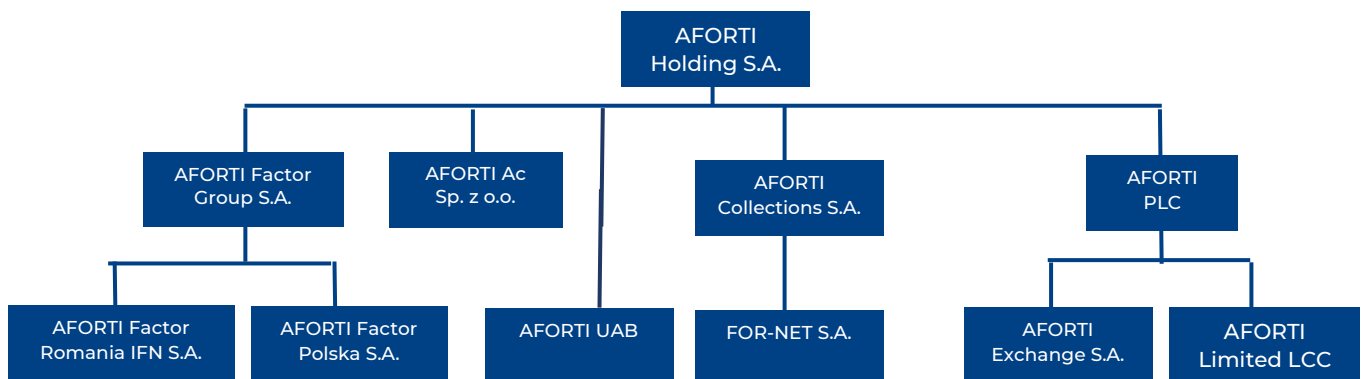 AFORTI
Holding S.A.
AFORTI Factor
Group S.A.
AFORTI Ac
Sp. z o.o.
AFORTI
Collections S.A.
AFORTI
PLC
AFORTI Factor
Romania IFN S.A.
AFORTI Factor
Polska S.A.
AFORTI UAB
FOR-NET S.A.
AFORTI
Exchange S.A.
AFORTI
Limited LCC